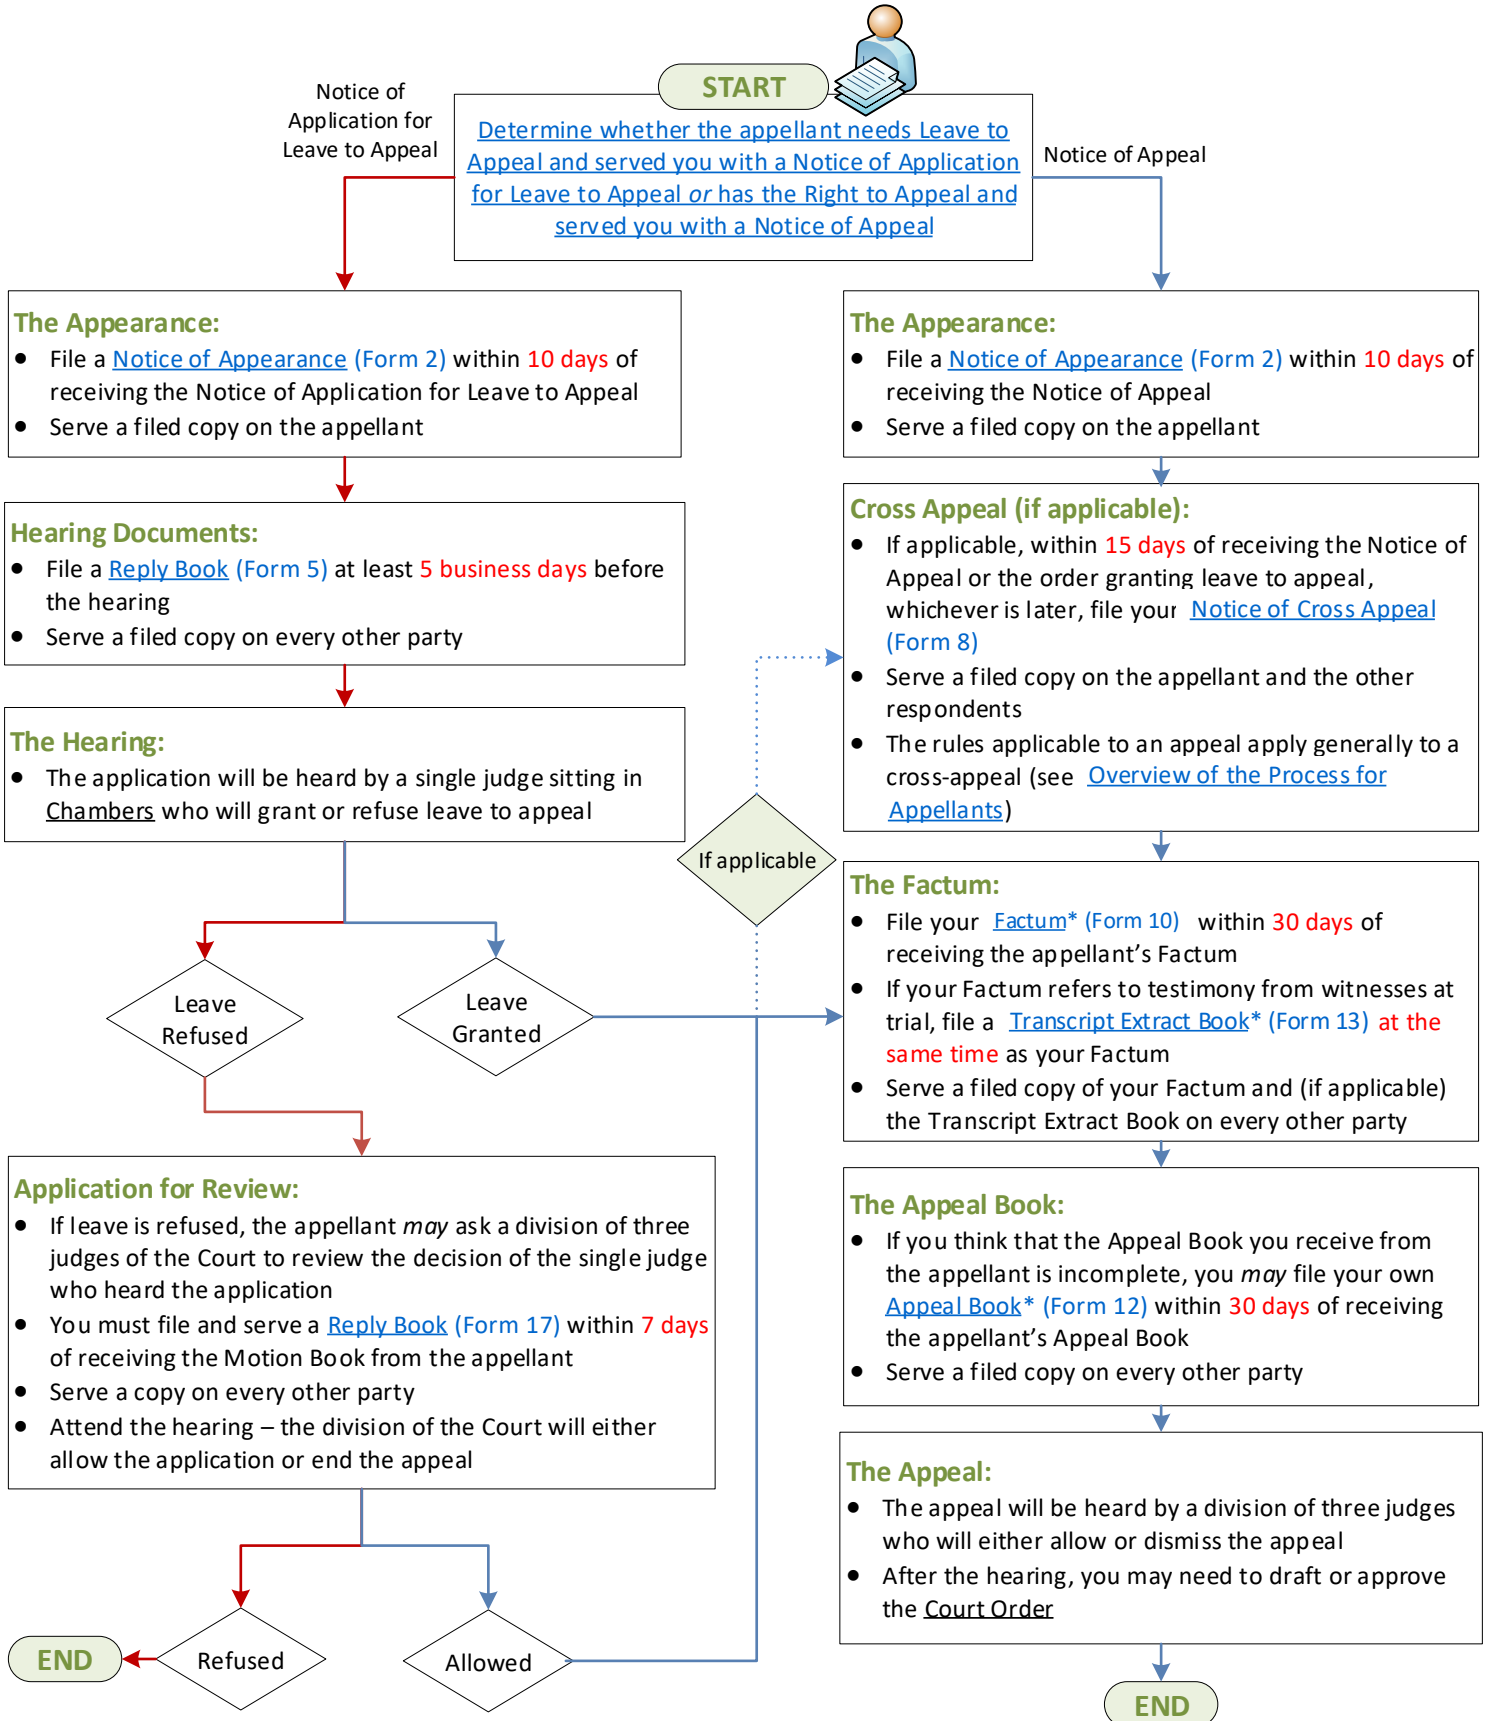 START
Notice of
Application for
Leave to Appeal
Determine whether the appellant needs Leave to
Appeal and served you with a Notice of Application
for Leave to Appeal or has the Right to Appeal and
served you with a Notice of Appeal
Notice of Appeal
The Appearance:
• File a Notice of Appearance (Form 2) within 10 days of
receiving the Notice of Application for Leave to Appeal
• Serve a filed copy on the appellant
Hearing Documents:
• File a Reply Book (Form 5) at least 5 business days before
the hearing
• Serve a filed copy on every other party
The Hearing:
• The application will be heard by a single judge sitting in
Chambers who will grant or refuse leave to appeal
Leave
Refused
Leave
Granted
If applicable
Application for Review:
• If leave is refused, the appellant may ask a division of three
judges of the Court to review the decision of the single judge
who heard the application
• You must file and serve a Reply Book (Form 17) within 7 days
of receiving the Motion Book from the appellant
• Serve a copy on every other party
• Attend the hearing – the division of the Court will either
allow the application or end the appeal
END
Refused
Allowed
The Appearance:
• File a Notice of Appearance (Form 2) within 10 days of
receiving the Notice of Appeal
• Serve a filed copy on the appellant
Cross Appeal (if applicable):
• If applicable, within 15 days of receiving the Notice of
Appeal or the order granting leave to appeal,
whichever is later, file your Notice of Cross Appeal
(Form 8)
• Serve a filed copy on the appellant and the other
respondents
• The rules applicable to an appeal apply generally to a
cross-appeal (see Overview of the Process for
Appellants)
The Factum:
• File your Factum* (Form 10) within 30 days of
receiving the appellant’s Factum
• If your Factum refers to testimony from witnesses at
trial, file a Transcript Extract Book* (Form 13) at the
same time as your Factum
• Serve a filed copy of your Factum and (if applicable)
the Transcript Extract Book on every other party
The Appeal Book:
• If you think that the Appeal Book you receive from
the appellant is incomplete, you may file your own
Appeal Book* (Form 12) within 30 days of receiving
the appellant’s Appeal Book
• Serve a filed copy on every other party
The Appeal:
• The appeal will be heard by a division of three judges
who will either allow or dismiss the appeal
• After the hearing, you may need to draft or approve
the Court Order
END